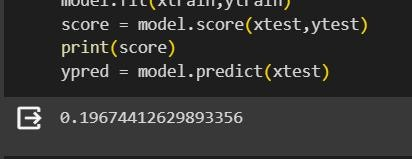 model.fit(xtrain,ytrain)
score = model.score(xtest,ytest)
print(score)
ypred = model.predict(xtest)
0.19674412629893356